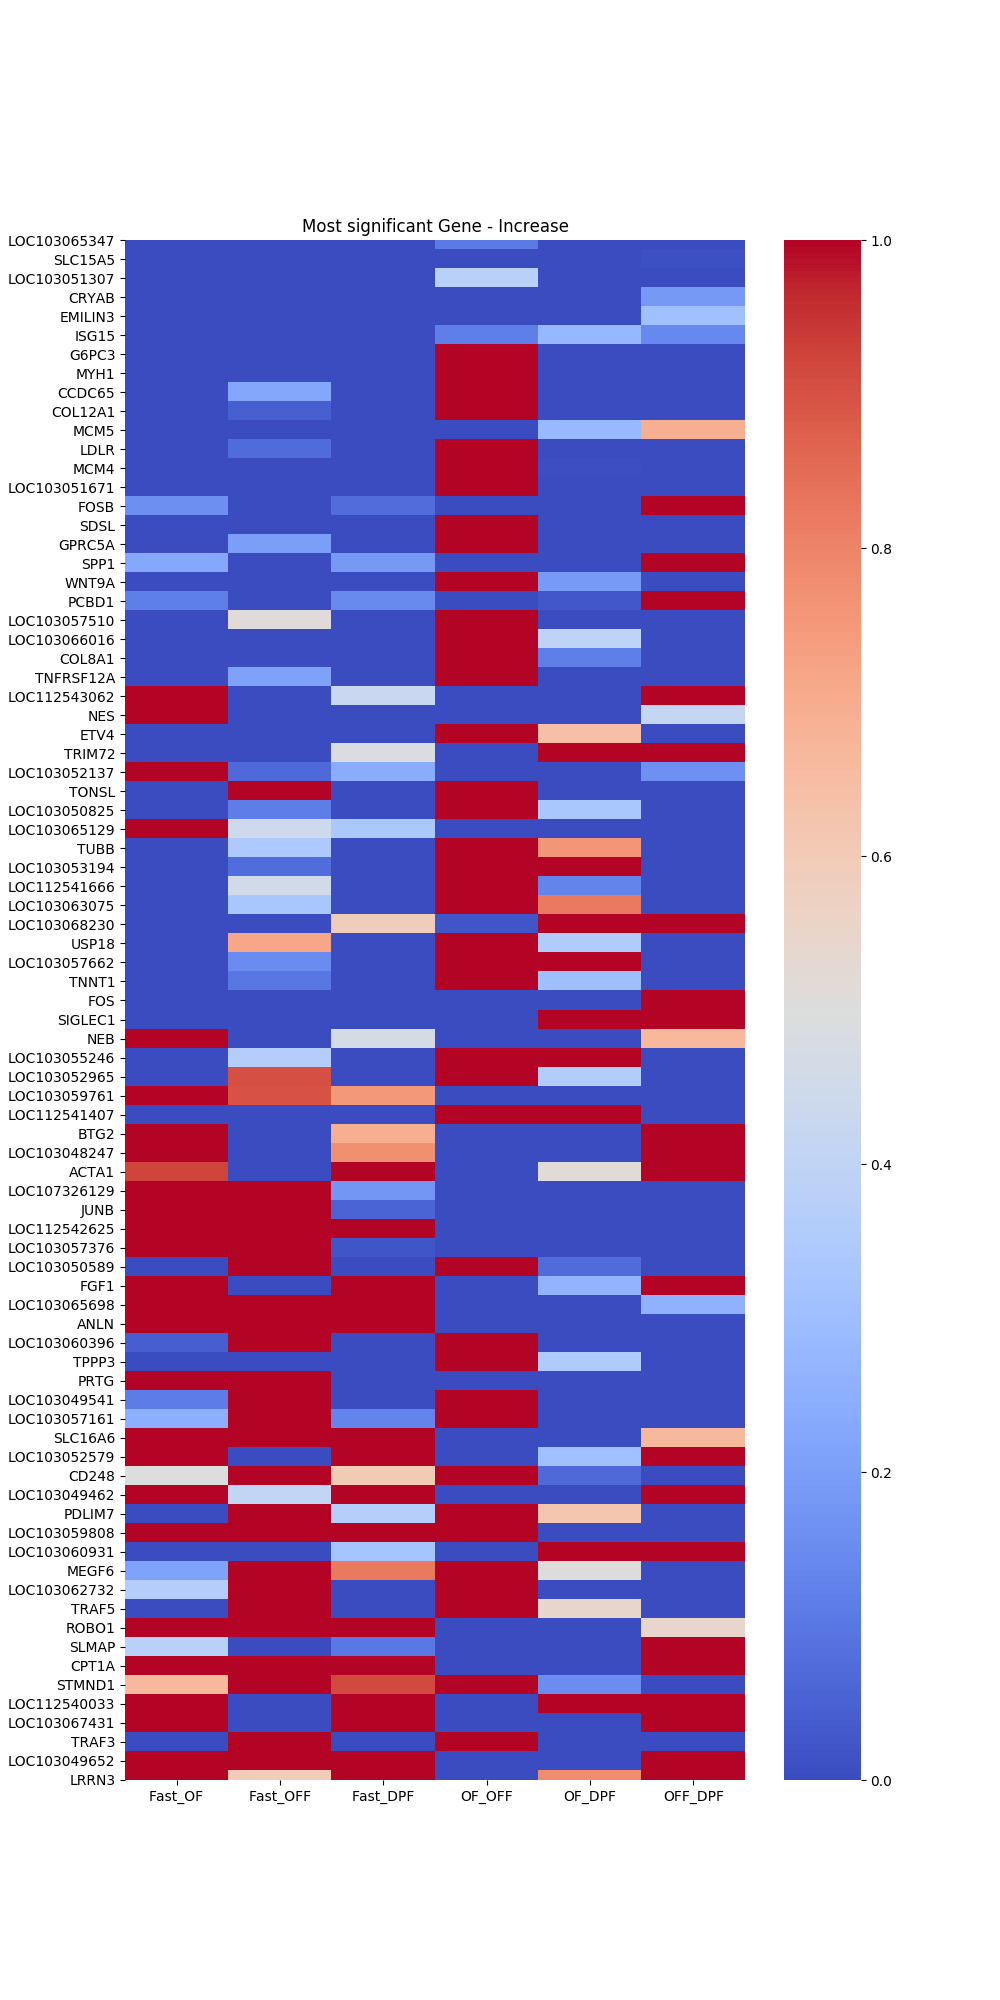 Most significant Gene - Increase
LOC103065347
SLC15A5
LOC103051307
CRYAB
EMILIN3
ISG15
G6PC3
MYH1
CCDC65
COL12A1
MCM5
LDLR
MCM4
LOC103051671
FOSB
SDSL
GPRC5A
SPP1
WNT9A
PCBD1
LOC103057510
LOC103066016
COL8A1
TNFRSF12A
LOC112543062
NES
ETV4
TRIM72
LOC103052137
TONSL
LOC103050825
LOC103065129
TUBB
LOC103053194
LOC112541666
LOC103063075
LOC103068230
USP18
LOC103057662
TNNT1
FOS
SIGLEC1
NEB
LOC103055246
LOC103052965
LOC103059761
LOC112541407
BTG2
LOC103048247
ACTA1
LOC107326129
JUNB
LOC112542625
LOC103057376
LOC103050589
FGF1
LOC103065698
ANLN
LOC103060396
TPPP3
PRTG
LOC103049541
LOC103057161
SLC16A6
LOC103052579
CD248
LOC103049462
PDLIM7
LOC103059808
LOC103060931
MEGF6
LOC103062732
TRAF5
ROBO1
SLMAP
CPT1A
STMND1
LOC112540033
LOC103067431
TRAF3
LOC103049652
LRRN3
Fast_OF Fast_OFF Fast_DPF OF_OFF OF_DPF OFF_DPF
1.0
0.8
0.6
0.4
0.2
0.0